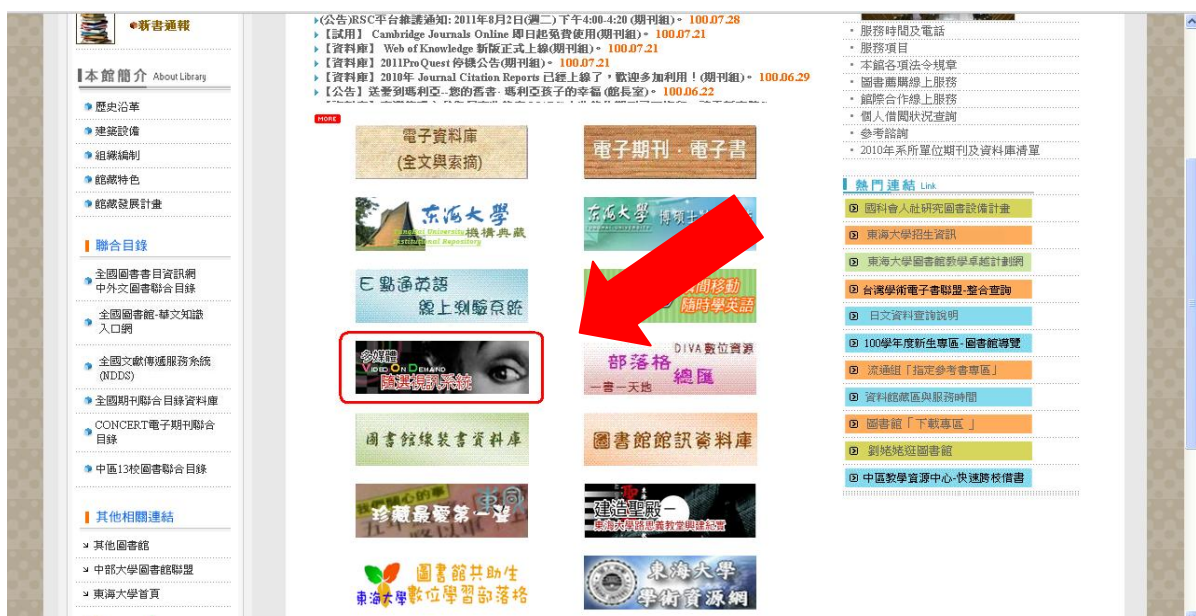 新書通報
本館簡介 About Library
歷史沿革
建築設備
組織編制
館藏特色
館藏發展計畫
聯合目錄
全國圖書書目資訊網
中外文圖書聯合目錄
全國圖書館-華文知識
入口網
全國文獻傳遞服務系統
(NDDS)
全國期刊聯合目錄資料庫
CONCERT電子期刊聯合
目錄
中區13校圖書聯合目錄
其他相關連結
其他圖書館
中部大學圖書館聯盟
東海大學首頁
(公告)RSC平台維護通知: 2011年8月2日(週二) 下午4:00-4:20 (期刊組)。 100.07.28
【試用】 Cambridge Journals Online 即日起免費使用(期刊組)。 100.07.21
【資料庫】 Web of Knowledge 新版正式上線(期刊組)。 100.07.21
【資料庫】 2011ProQuest 停機公告(期刊組)。 100.07.21
【資料庫】 2010年 Journal Citation Reports 已經上線了，歡迎多加利用！(期刊組)。 100.06.29
【公告】送愛到瑪利亞--您的舊書‧瑪利亞孩子的幸福 (館長室)。 100.06.22
MORE
電子資料庫
(全文與索摘)
電子期刊‧電子書
东海大學
Tunghai University 機構典藏
Institutional Repository
东海大學 博碩士
E 點通英語
線上測驗系統
間移動
隨時學英語
多媒體
VIDEO ON DEMAND
隨選視訊系統
DIVA數位資源
部落格
總匯
一書一天地
圖書館線裝書資料庫
圖書館館訊資料庫
珍藏最愛第一聲
建造聖殿－
東海大學路思義教堂興建紀實
圖書館共助生
東海大學數位學習部落格
東海大學
學術資源網
服務時間及電話
服務項目
本館各項法令規章
圖書薦購線上服務
館際合作線上服務
個人借閱狀況查詢
參考諮詢
2010年系所單位期刊及資料庫清單
熱門連結 Link
國科會人社研究圖書設備計畫
東海大學招生資訊
東海大學圖書館教學卓越計劃網
台灣學術電子書聯盟-整合查詢
日文資料查詢說明
100學年度新生專區-圖書館導覽
流通組「指定參考書專區」
資料館藏區與服務時間
圖書館「下載專區 」
劉姥姥逛圖書館
中區教學資源中心-快速跨校借書